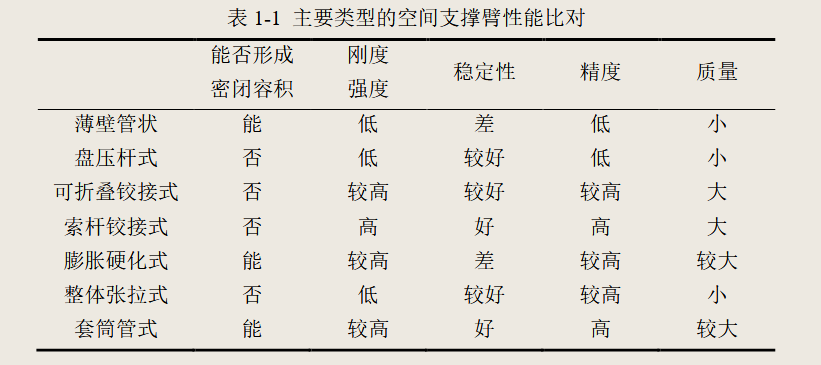 表 1-1 主要类型的空间支撑臂性能比对
能否形成 刚度
密闭容积 强度 稳定性 精度 质量
薄壁管状 能 低 差 低 小
盘压杆式 否 低 较好 低 小
可折叠铰接式 否 较高 较好 较高 大
索杆铰接式 否 高 好 高 大
膨胀硬化式 能 较高 差 较高 较大
整体张拉式 否 低 较好 较高 小
套筒管式 能 较高 好 高 较大